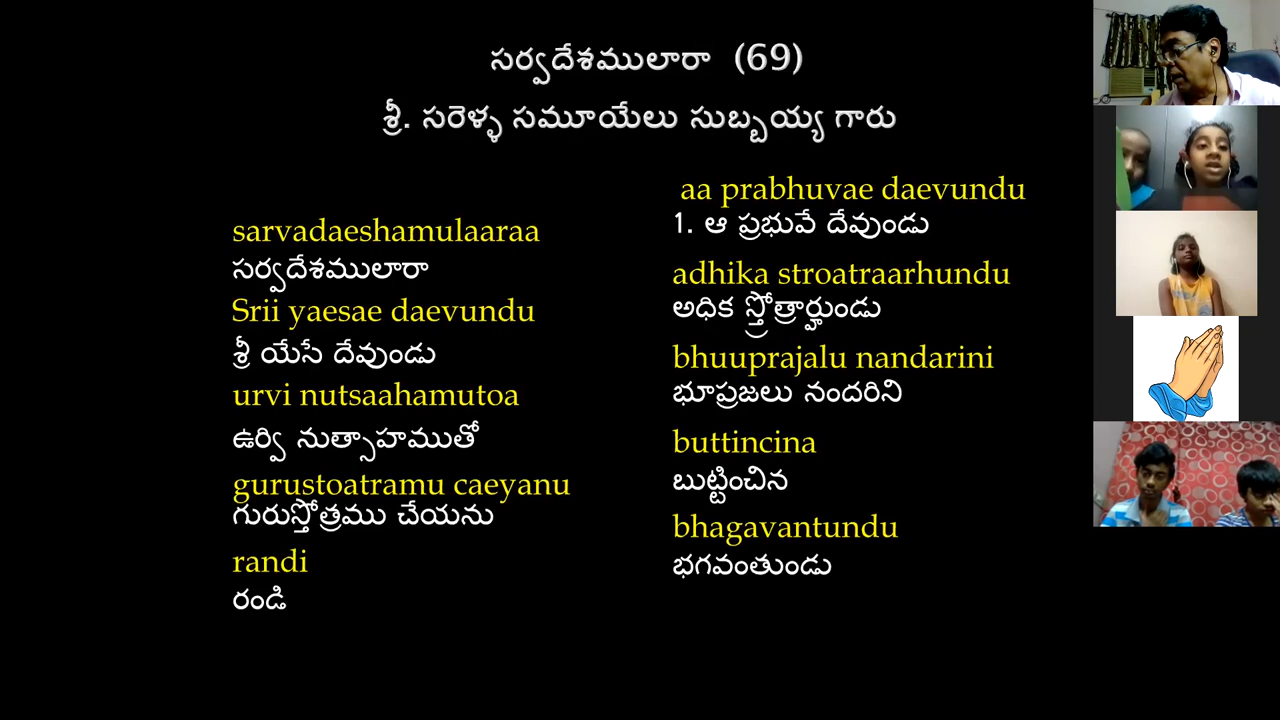 సర్వదేశములారా (69)
శ్రీ. సరెళ్ళ సమూయేలు సుబ్బయ్య గారు
sarvadaeshamulaaraa
సర్వదేశములారా
Srii yaesae daevundu
శ్రీ యేసే దేవుండు
urvi nutsaahamutoa
ఉర్వి నుత్సాహముతో
gurustoatramu caeyanu
గురుస్తోత్రము చేయను
randi
రండి
aa prabhuvae daevundu
1. ఆ ప్రభువే దేవుండు
adhika stroatraarhundu
అధిక స్త్రోత్రార్హుండు
bhuuprajalu nandarini
భూప్రజలు నందరిని
buttincina
బుట్టించిన
bhagavantundu
భగవంతుండు